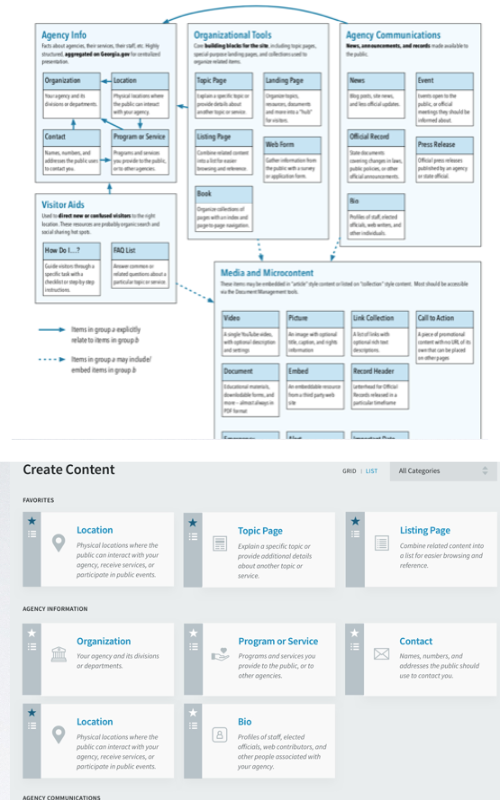 Agency Info
Facts about agencies, their services, their staff, etc. Highly
structured, aggregated on Georgia.gov for centralized
presentation.
Organization
Your agency and its
divisions or departments.
Location
Physical locations where
the public can interact
with your agency.
Contact
Names, numbers, and
addresses the public uses
to contact you.
Program or Service
Programs and services
you provide to the public,
or to other agencies.
Visitor Aids
Used to direct new or confused visitors to the right
location. These resources are probably organic search and
social sharing hot spots.
How Do I...?
Guide visitors through a
specific task with a
checklist or step-by-step
instructions.
FAQ List
Answer common or
related questions about a
particular topic or service
Items in group a explicitly
relate to items in group b
Items in group a may include/
embed items in group b
Organizational Tools
Core building blocks for the site, including topic pages,
special purpose landing pages, and collections used to
organize related items.
Topic Page
Explain a specific topic or
provide details about
another topic or service
Landing Page
Organize topics,
resources, documents
and more into a "hub"
for visitors.
Listing Page
Combine related content
into a list for easier
browsing and reference.
Web Form
Gather information from
the public with a survey
or application form.
Book
Organize collections of
pages with an index and
page-to-page navigation.
Agency Communications
News, announcements, and records made available to
the public.
News
Blog posts, site news,
and less official updates.
Event
Events open to the
public, or official
meetings they should be
informed about.
Official Record
State documents
covering changes in laws,
public policies, or other
official announcements.
Press Release
Official press releases
published by an agency
or state official.
Bio
Profiles of staff, elected
officials, web writers, and
other individuals.
Media and Microcontent
These items may be embedded in "article" style content or listed on "collection" style content. Most should be accessible
via the Document Management tools.
Video
A single YouTube video,
with optional description
and settings
Picture
An image with optional
title, caption, and rights
information
Link Collection
A list of links with
optional rich text
descriptions.
Call to Action
A piece of promotional
content with no URL of its
own that can be placed
on other pages
Document
Educational materials,
downloadable forms, and
more – almost always in
PDF format
Embed
An embeddable resource
from a third party web
site
Record Header
Letterhead for Official
Records released in a
particular timeframe
Create Content
GRID | LIST
All Categories
FAVORITES
Location
Physical locations where the
public can interact with your
agency, receive services, or
participate in public events.
Topic Page
Explain a specific topic or
provide additional details
about another topic or
service.
Listing Page
Combine related content into
a list for easier browsing and
reference.
AGENCY INFORMATION
Organization
Your agency and its divisions
or departments.
Program or Service
Programs and services you
provide to the public, or to
other agencies.
Contact
Names, numbers, and
addresses the public should
use to contact you.
Location
Physical locations where the
public can interact with your
agency, receive services, or
participate in public events.
Bio
Profiles of staff, elected
officials, web contributors, and
other people associated with
your agency.
AGENCY COMMUNICATIONS